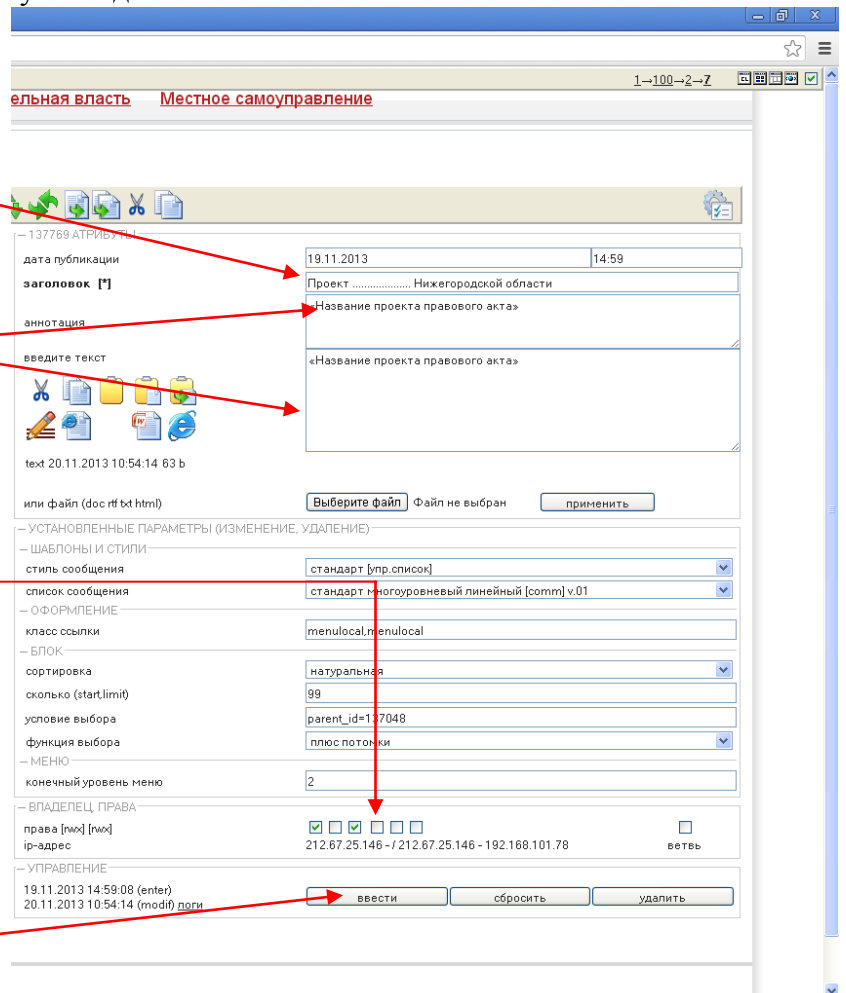 1→100→2→7
ельная власть Местное самоуправление
137769 АТРИБУТЫ
дата публикации 19.11.2013 14:59
заголовок [*] Проект ................... Нижегородской области
аннотация «Название проекта правового акта»
введите текст «Название проекта правового акта»
text 20.11.2013 10:54:14 63 b
или файл (doc rtf txt html) Выберите файл Файл не выбран применить
УСТАНОВЛЕННЫЕ ПАРАМЕТРЫ (ИЗМЕНЕНИЕ, УДАЛЕНИЕ)
ШАБЛОНЫ И СТИЛИ
стиль сообщения стандарт [упр.список]
список сообщения стандарт многоуровневый линейный [comm] v.01
ОФОРМЛЕНИЕ
класс ссылки menulocal,menulocal
БЛОК
сортировка натуральная
сколько (start,limit) 99
условие выбора parent_id=137048
функция выбора плюс потомки
МЕНЮ
конечный уровень меню 2
ВЛАДЕЛЕЦ, ПРАВА
права [rwx] [rwx]
ip-адрес 212.67.25.146 - / 212.67.25.146 - 192.168.101.78 ветвь
УПРАВЛЕНИЕ
19.11.2013 14:59:08 (enter)
20.11.2013 10:54:14 (modif) логи ввести сбросить удалить